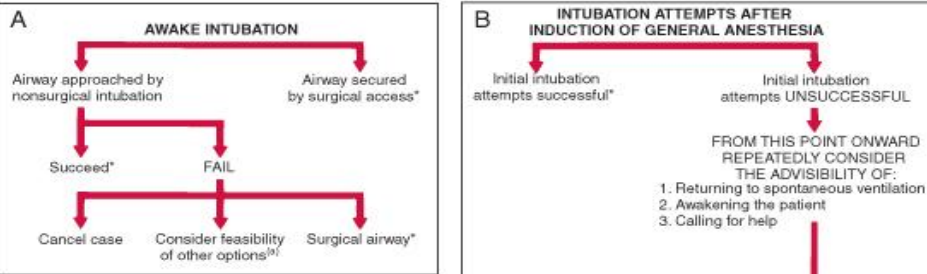 A
AWAKE INTUBATION
Airway approached by
nonsurgical intubation
Airway secured
by surgical access*
Succeed*
FAIL
Cancel case
Consider feasibility
of other options(a)
Surgical airway*
B
INTUBATION ATTEMPTS AFTER
INDUCTION OF GENERAL ANESTHESIA
Initial intubation
attempts successful*
Initial intubation
attempts UNSUCCESSFUL
FROM THIS POINT ONWARD
REPEATEDLY CONSIDER
THE ADVISIBILITY OF:
1. Returning to spontaneous ventilation
2. Awakening the patient
3. Calling for help